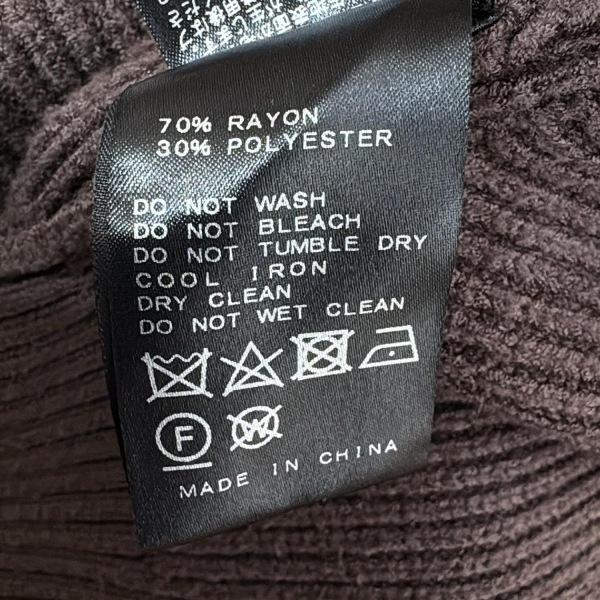 70% RAYON
30% POLYESTER
DO NOT WASH
DO NOT BLEACH
DO NOT TUMBLE DRY
COOL IRON
DRY CLEAN
DO NOT WET CLEAN
F W
MADE IN CHINA